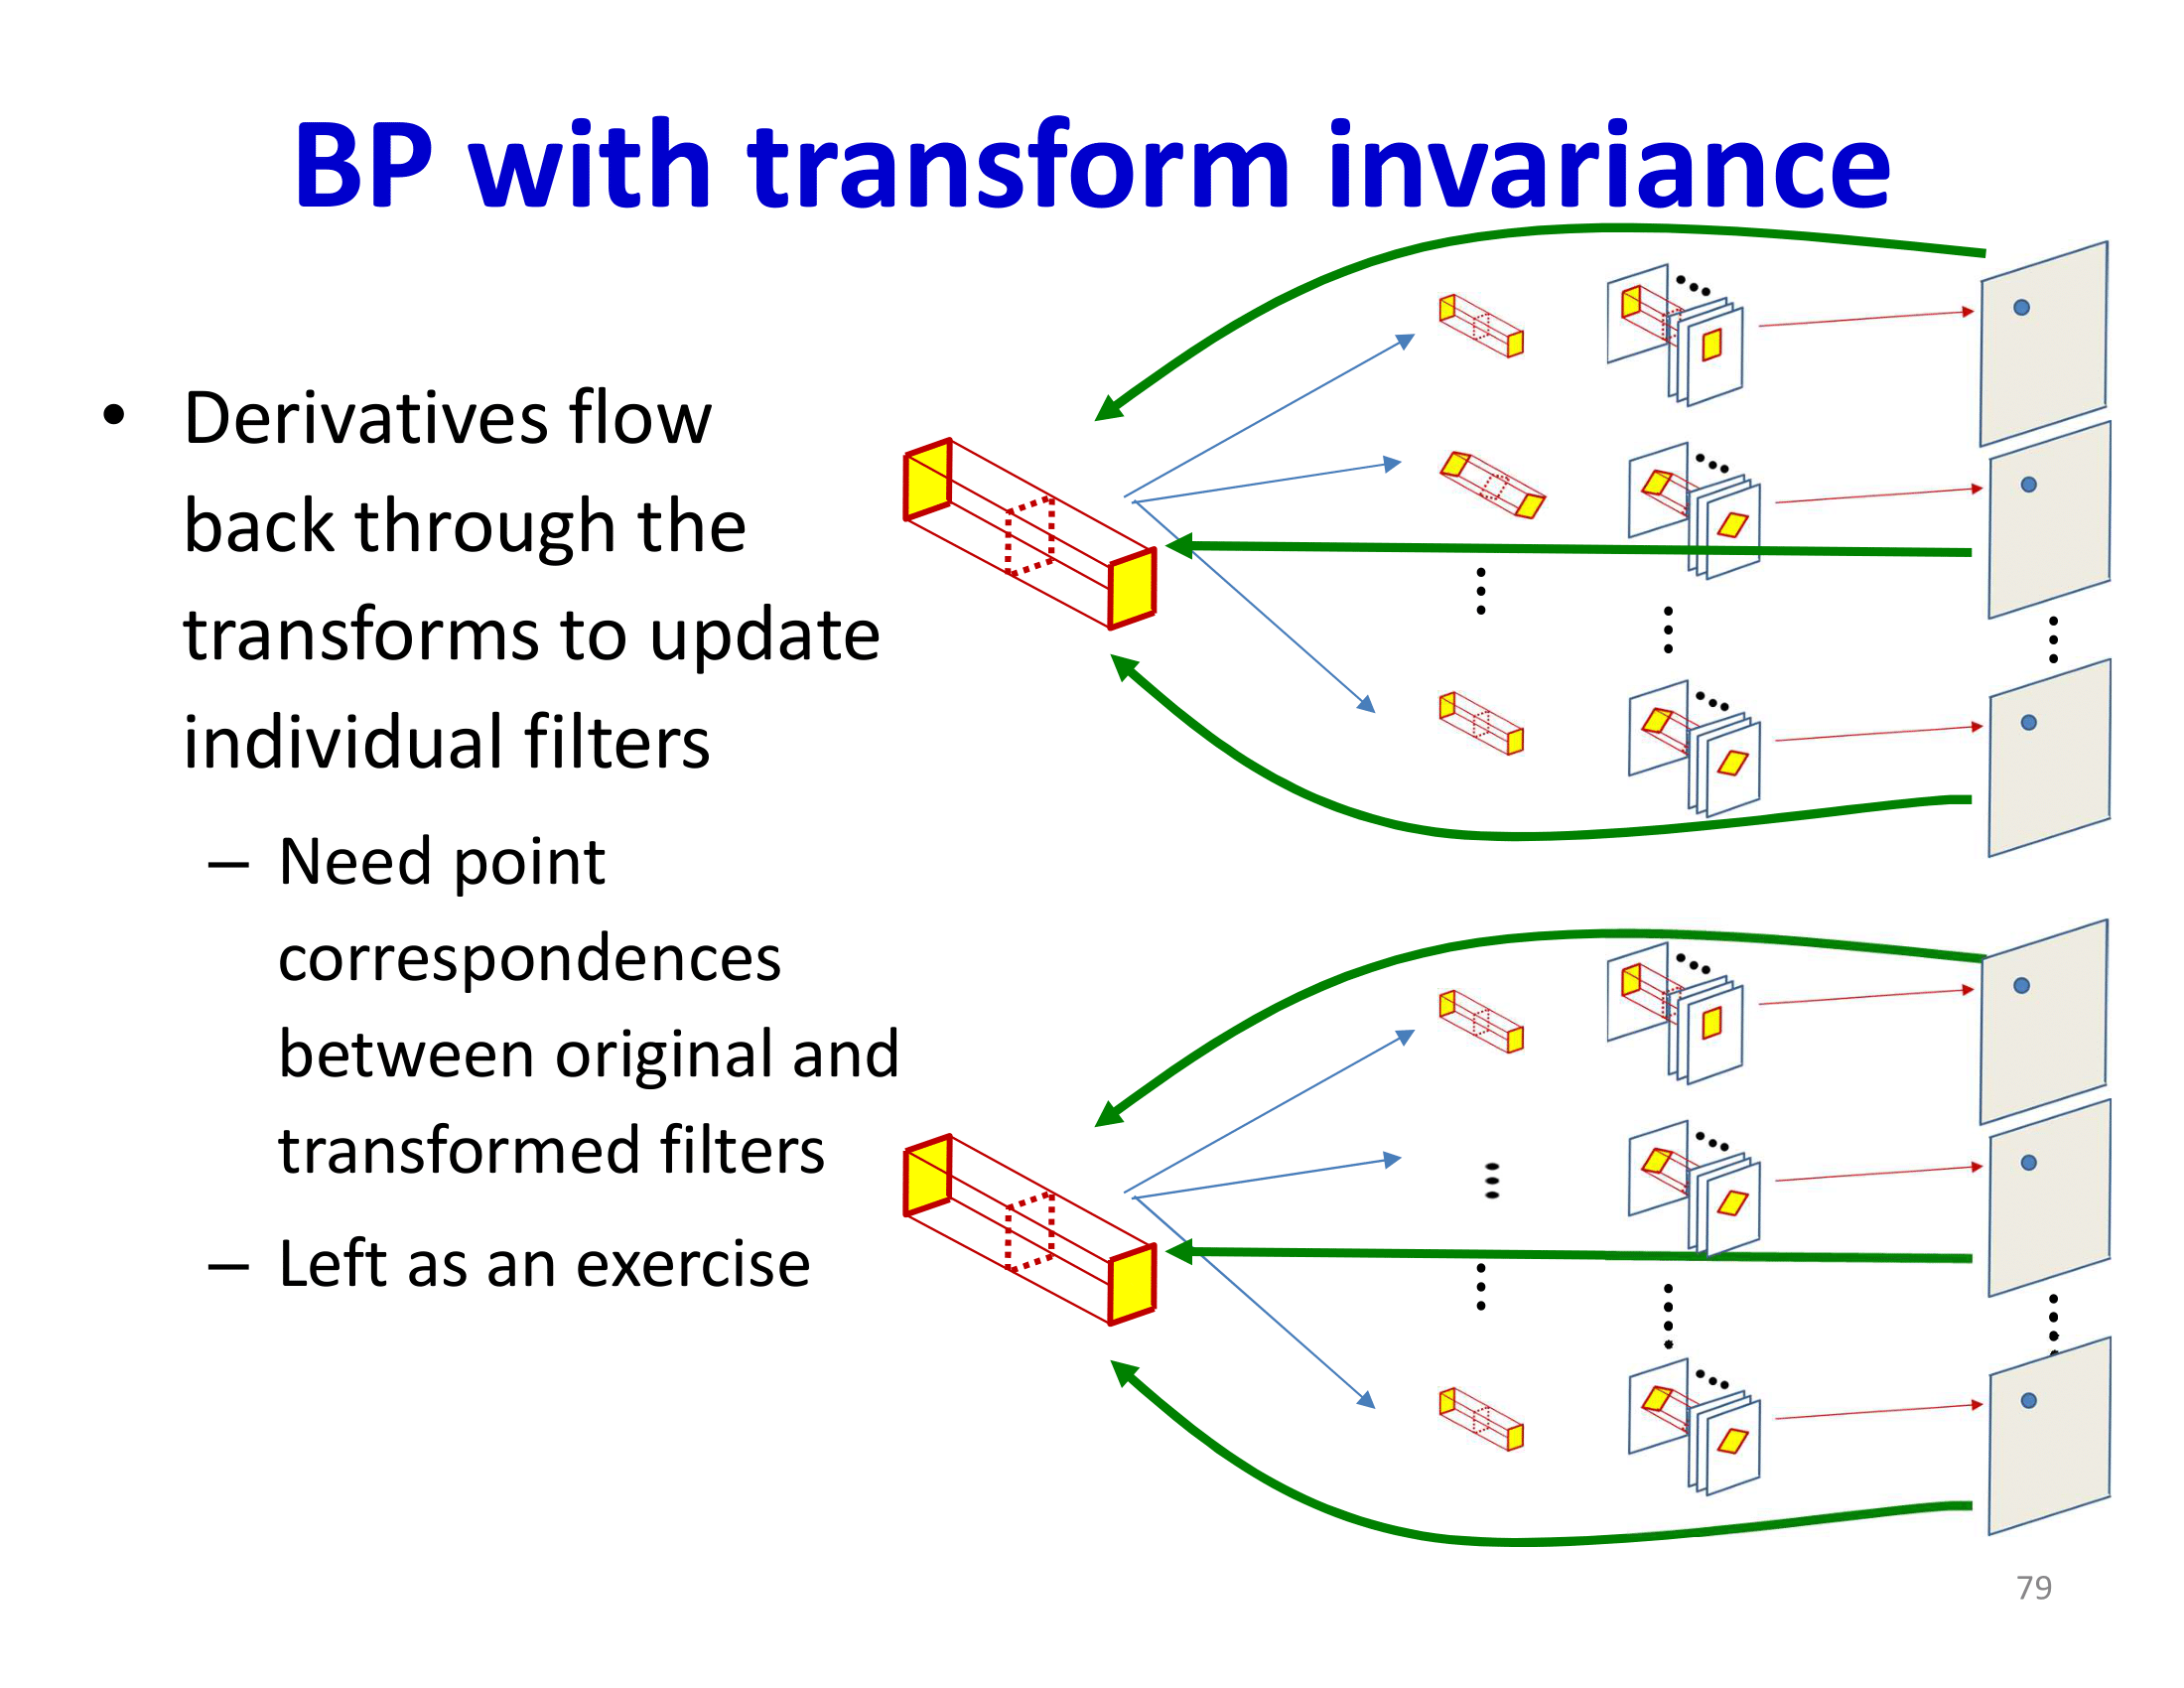 BP with transform invariance
• Derivatives flow
back through the
transforms to update
individual filters
– Need point
correspondences
between original and
transformed filters
– Left as an exercise
79